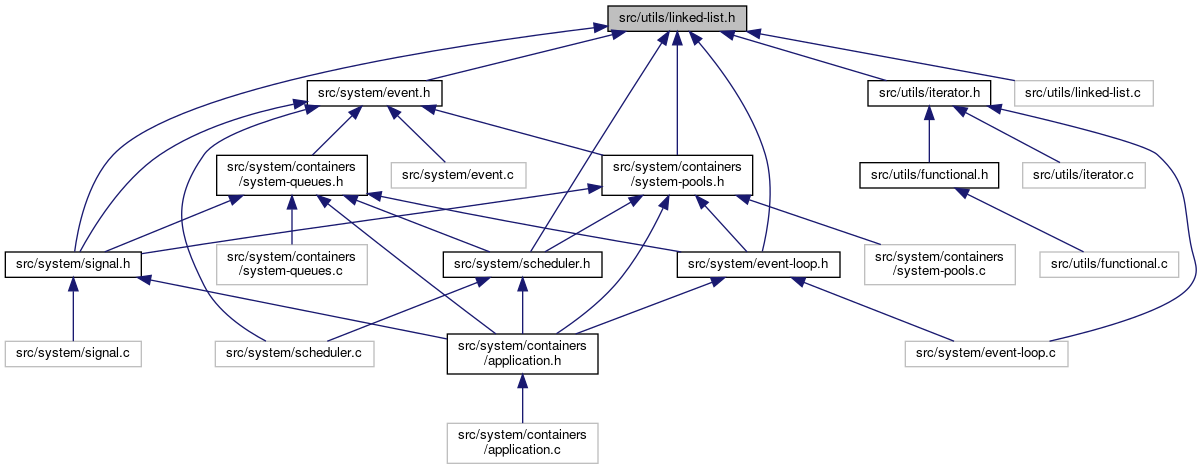 src/utils/linked-list.h
src/system/event.h
src/utils/iterator.h
src/utils/linked-list.c
src/system/containers
/system-queues.h
src/system/event.c
src/system/containers
/system-pools.h
src/utils/functional.h
src/utils/iterator.c
src/system/signal.h
src/system/containers
/system-queues.c
src/system/scheduler.h
src/system/event-loop.h
src/system/containers
/system-pools.c
src/utils/functional.c
src/system/signal.c
src/system/scheduler.c
src/system/containers
/application.h
src/system/event-loop.c
src/system/containers
/application.c